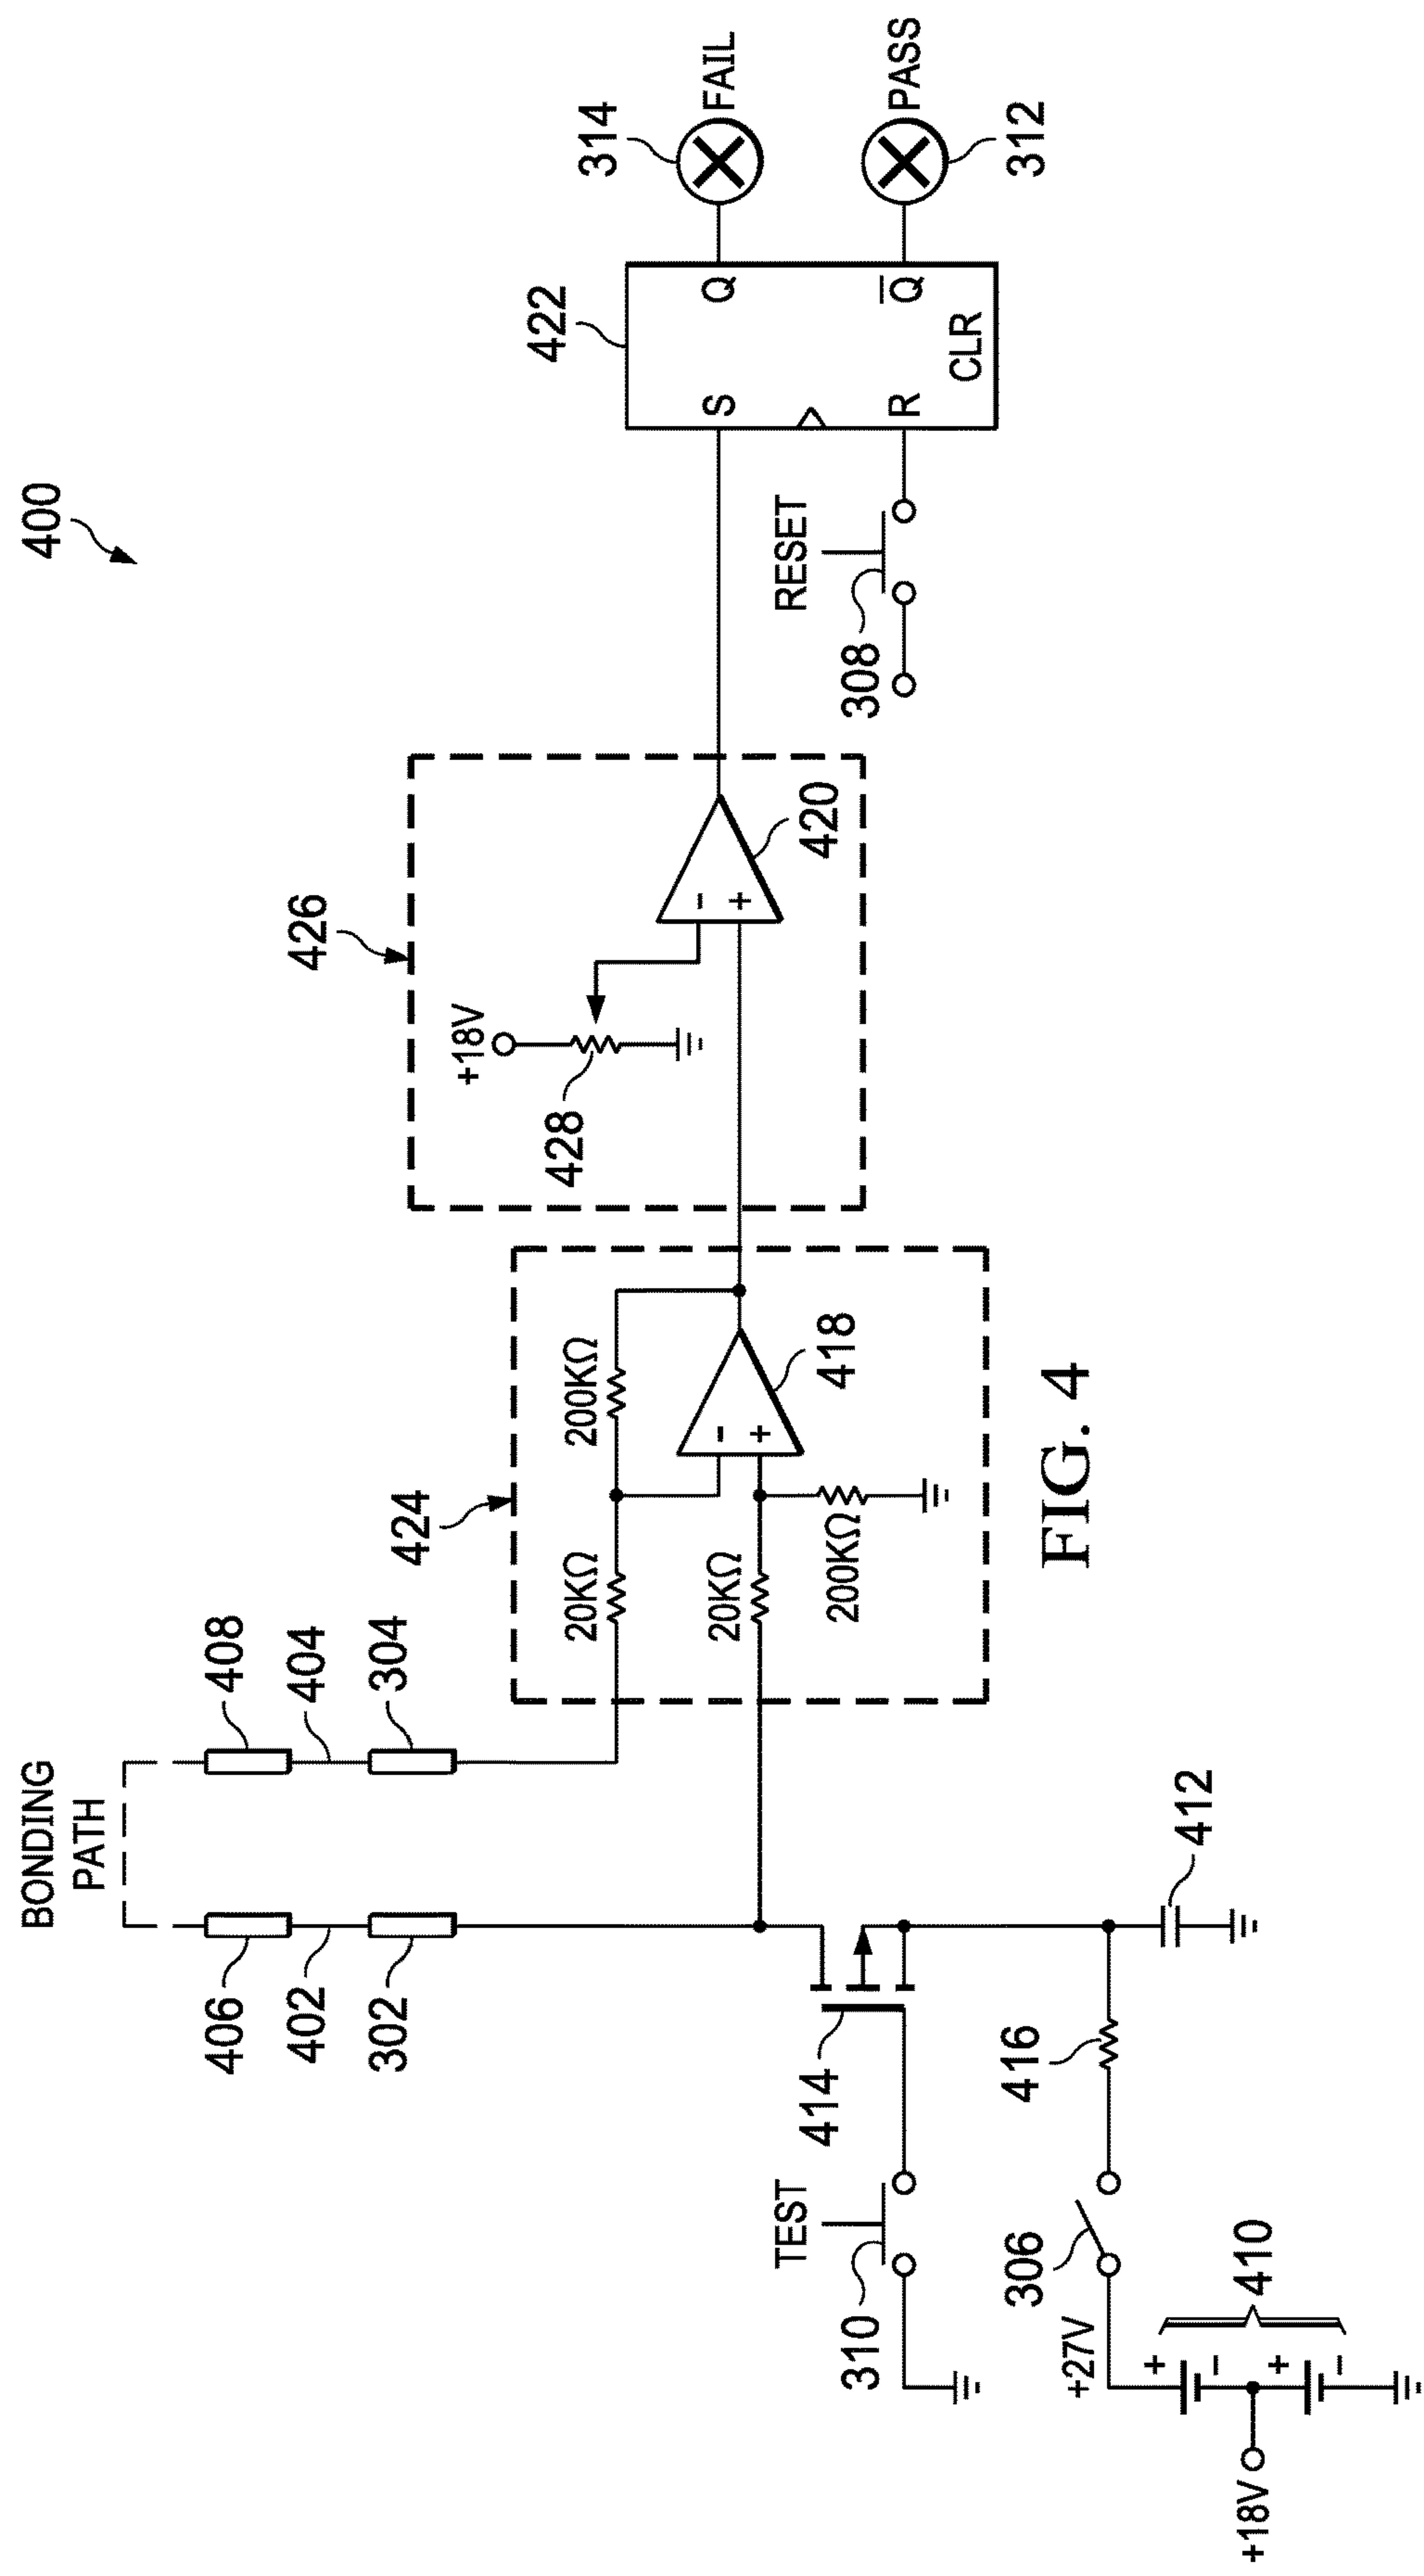 400
BONDING
PATH
406
402
302
408
404
304
424
20KΩ
200KΩ
20KΩ
200KΩ
-
+
418
426
+18V
428
-
+
420
422
S
Q
R
Q̅
CLR
314
FAIL
312
PASS
RESET
308
TEST
310
414
416
412
306
+27V
+
-
+
-
410
+18V
FIG. 4